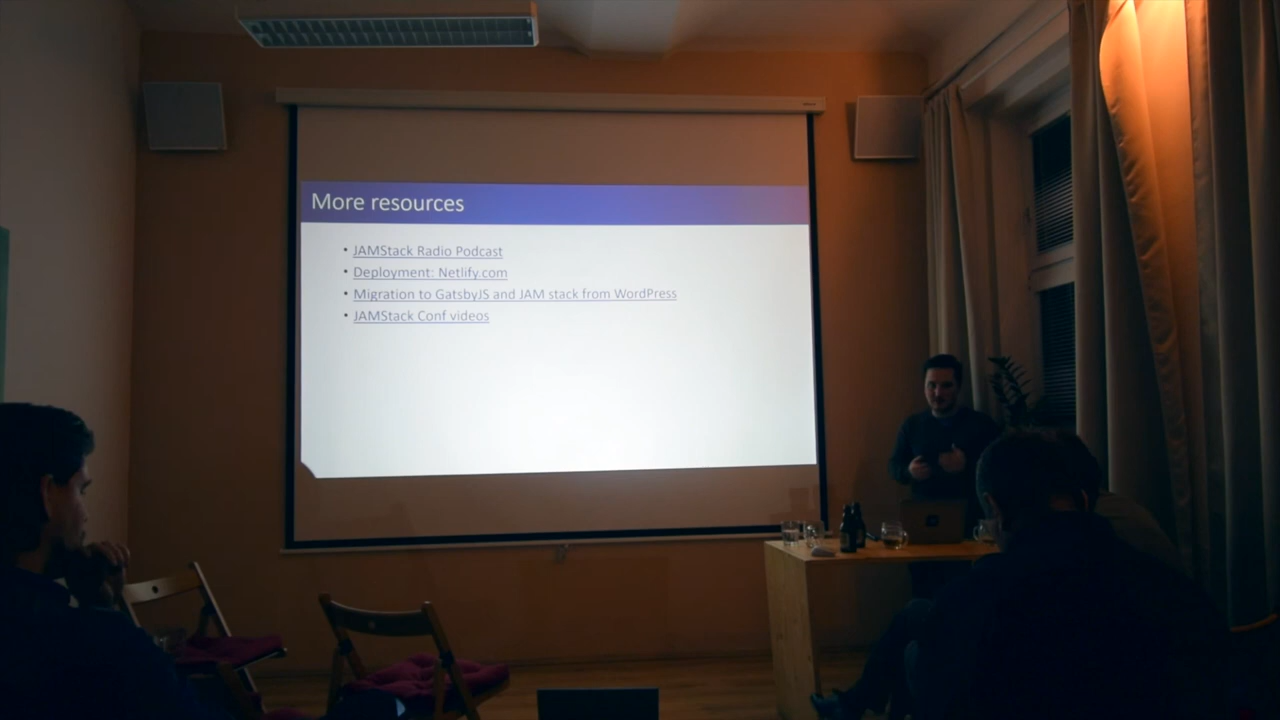 More resources
• JAMStack Radio Podcast
• Deployment: Netlify.com
• Migration to GatsbyJS and JAM stack from WordPress
• JAMStack Conf videos